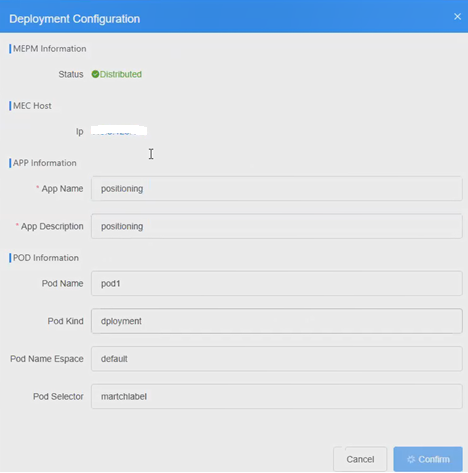 Deployment Configuration
MEPM Information
Status Distributed
MEC Host
Ip
APP Information
* App Name positioning
* App Description positioning
POD Information
Pod Name pod1
Pod Kind dployment
Pod Name Espace default
Pod Selector martchlabel
Cancel Confirm